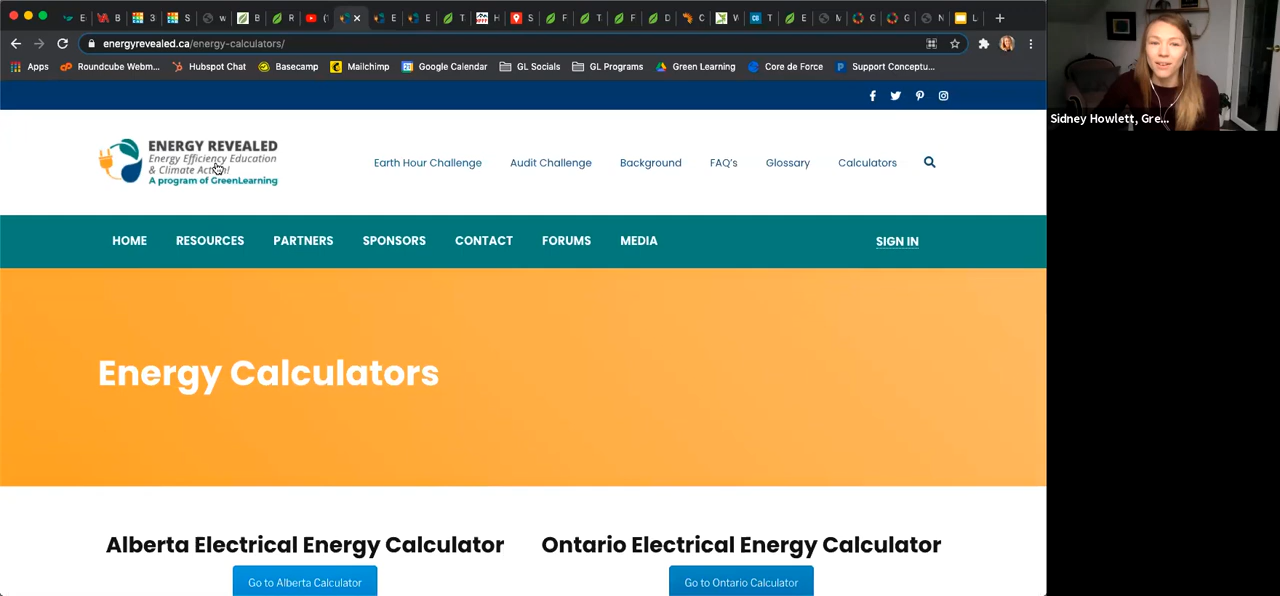 E
B
3
S
w
B
R
(
E
E
T
H
S
F
T
F
D
C
V
T
E
M
G
G
N
L
energyrevealed.ca/energy-calculators/
Apps Roundcube Webm... Hubspot Chat Basecamp Mailchimp Google Calendar GL Socials GL Programs Green Learning Core de Force Support Conceptu...
Sidney Howlett, Gre...
ENERGY REVEALED
Energy Efficiency Education
& Climate Action!
A program of GreenLearning
Earth Hour Challenge Audit Challenge Background FAQ's Glossary Calculators
HOME RESOURCES PARTNERS SPONSORS CONTACT FORUMS MEDIA SIGN IN
Energy Calculators
Alberta Electrical Energy Calculator
Go to Alberta Calculator
Ontario Electrical Energy Calculator
Go to Ontario Calculator